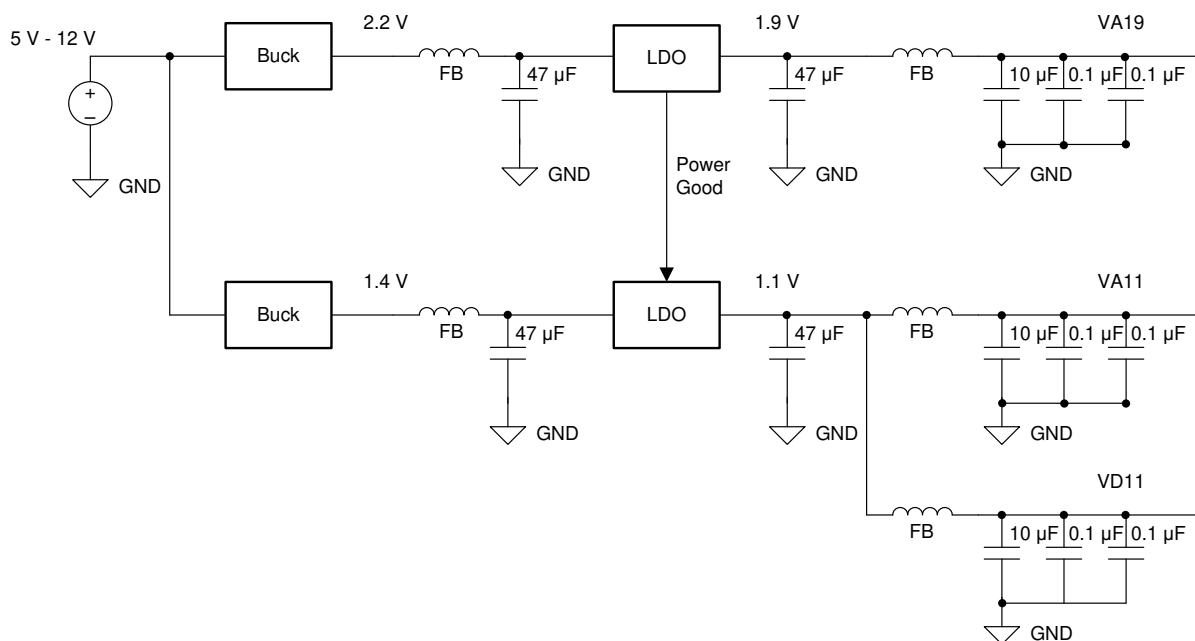 5 V - 12 V
2.2 V
1.9 V
VA19
Buck
LDO
FB
47 µF
47 µF
FB
10 µF
0.1 µF
0.1 µF
+
–
GND
GND
Power
Good
GND
GND
1.4 V
1.1 V
VA11
Buck
LDO
FB
47 µF
47 µF
FB
10 µF
0.1 µF
0.1 µF
GND
GND
GND
VD11
FB
10 µF
0.1 µF
0.1 µF
GND